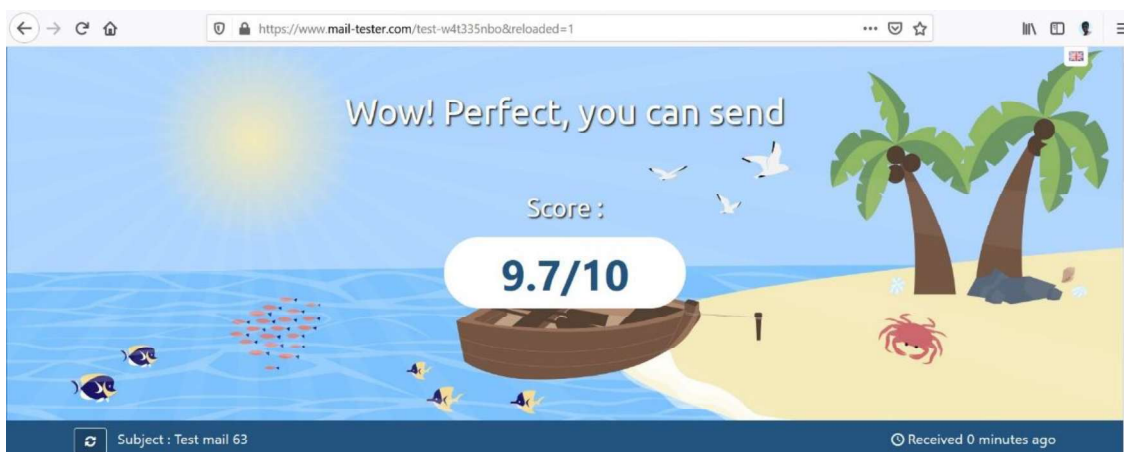 https://www.mail-tester.com/test-w4t335nbo&reloaded=1
Wow! Perfect, you can send
Score :
9.7/10
Subject : Test mail 63
Received 0 minutes ago